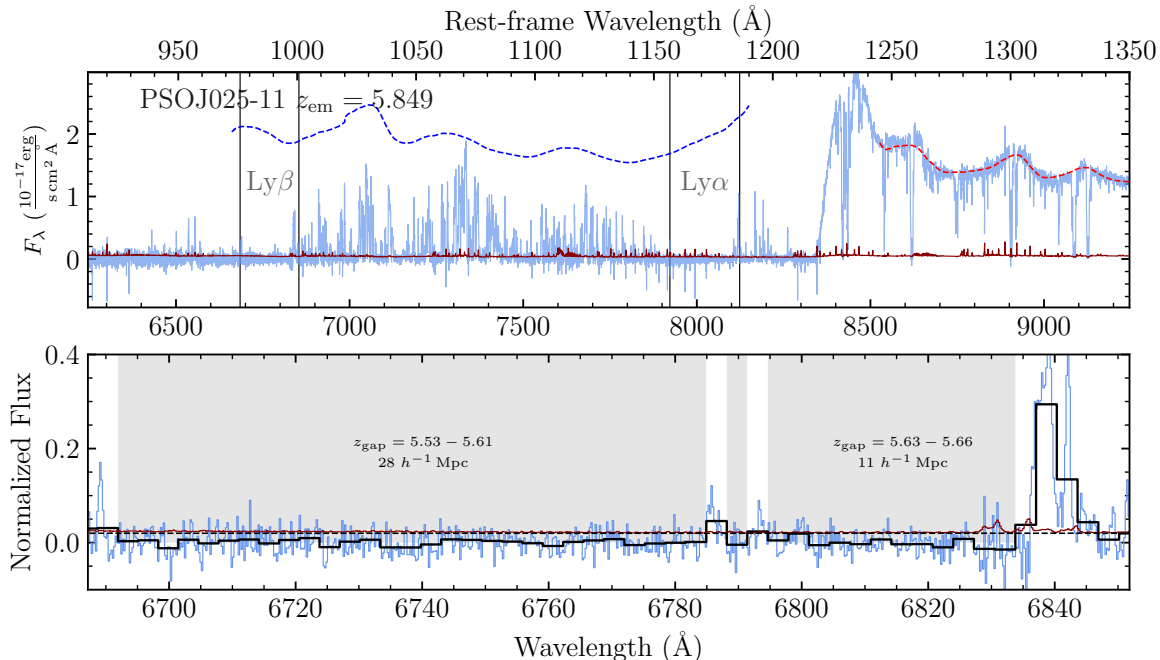 Rest-frame Wavelength (Å)
950 1000 1050 1100 1150 1200 1250 1300 1350
PSOJ025-11 z_em = 5.849
F_λ (10^−17 erg / s cm² Å)
2
1
0
Lyβ
Lyα
6500 7000 7500 8000 8500 9000
Normalized Flux
0.4
0.2
0.0
z_gap = 5.53 − 5.61
28 h^−1 Mpc
z_gap = 5.63 − 5.66
11 h^−1 Mpc
6700 6720 6740 6760 6780 6800 6820 6840
Wavelength (Å)